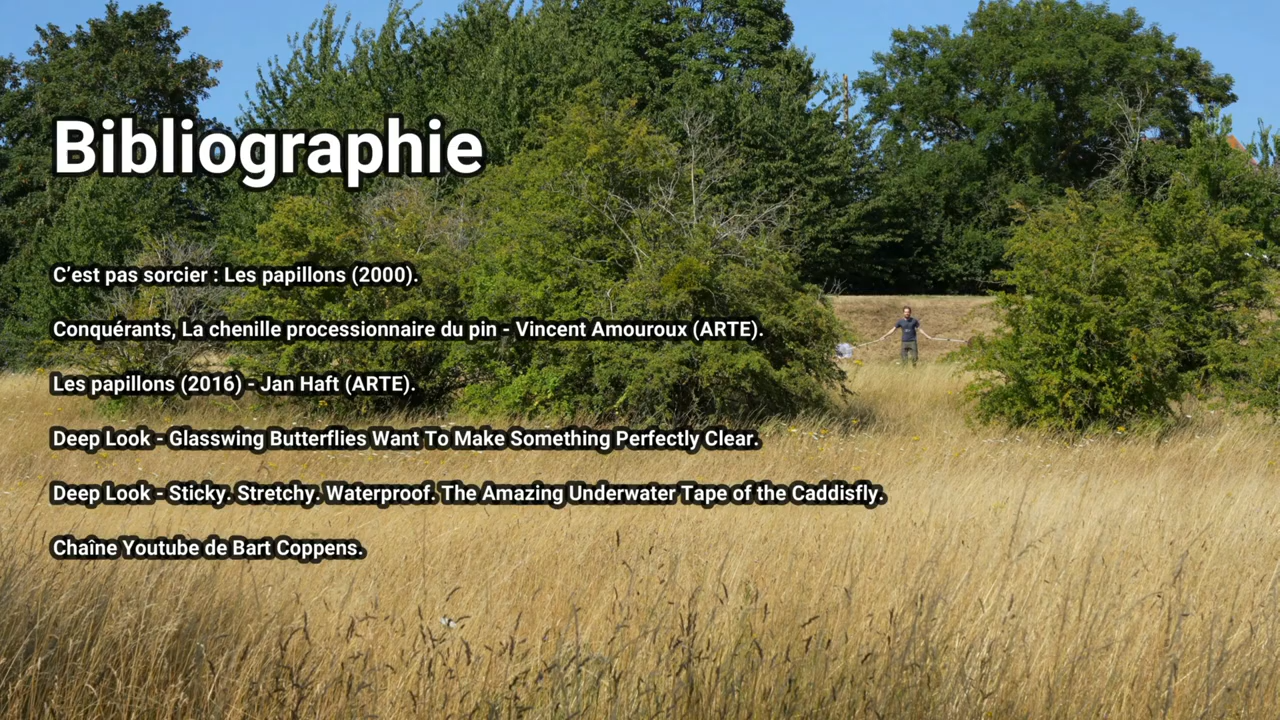 Bibliographie
C’est pas sorcier : Les papillons (2000).
Conquérants, La chenille processionnaire du pin - Vincent Amouroux (ARTE).
Les papillons (2016) - Jan Haft (ARTE).
Deep Look - Glasswing Butterflies Want To Make Something Perfectly Clear.
Deep Look - Sticky. Stretchy. Waterproof. The Amazing Underwater Tape of the Caddisfly.
Chaîne Youtube de Bart Coppens.